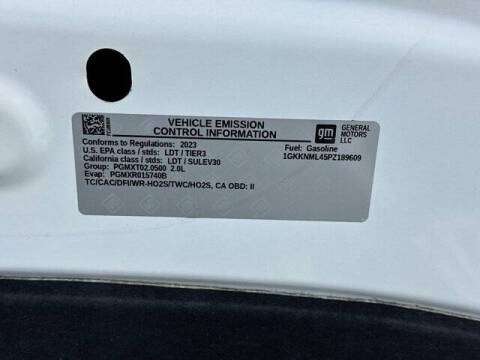 VEHICLE EMISSION
CONTROL INFORMATION
gm
GENERAL
MOTORS
LLC
Conforms to Regulations: 2023
U.S. EPA class / stds: LDT / TIER3
California class / stds: LDT / SULEV30
Group: PGMXT02.0500 2.0L
Evap: PGMXR015740B
Fuel: Gasoline
1GKKNML45PZ189609
TC/CAC/DFI/WR-HO2S/TWC/HO2S, CA OBD: II